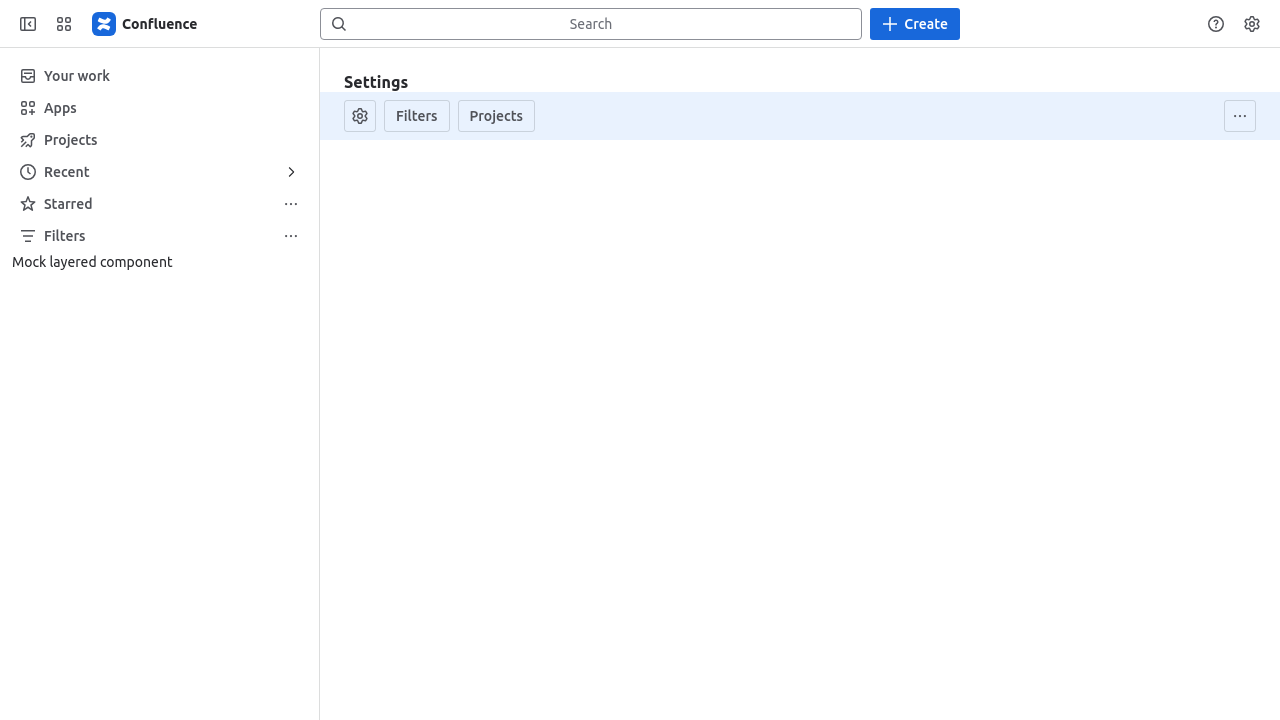 Confluence
Search
Create
Your work
Apps
Projects
Recent
Starred
Filters
Mock layered component
Settings
Filters
Projects